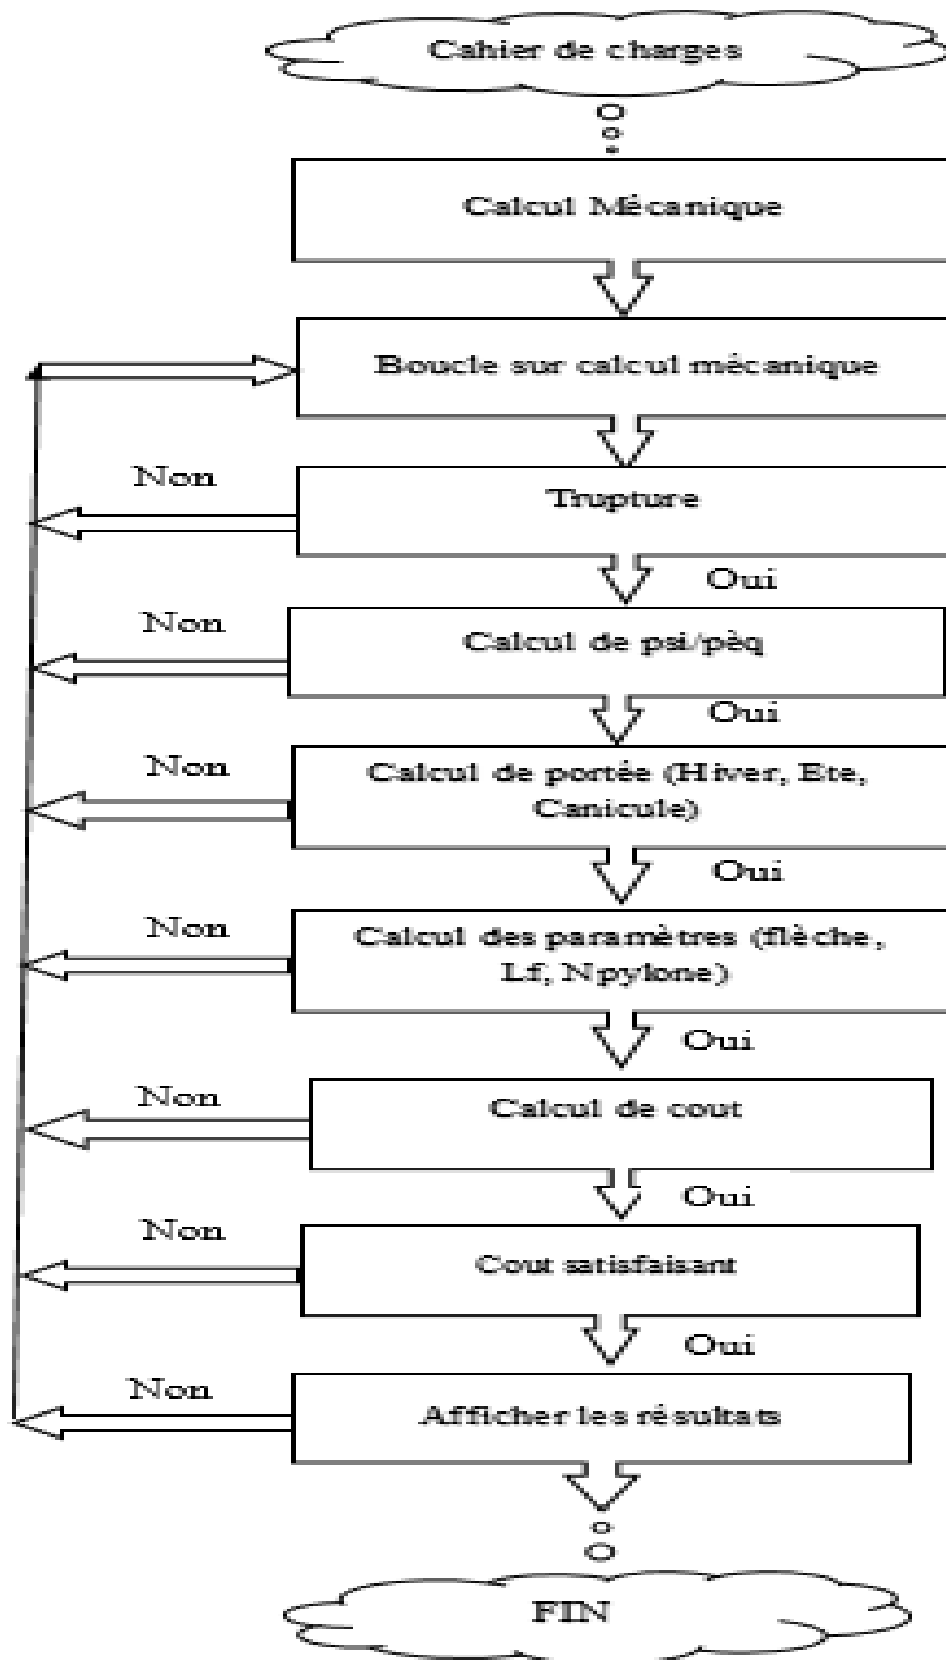 Cahier de charges
Calcul Mécanique
Boucle sur calcul mécanique
Non
Trupture
Oui
Non
Calcul de psi/pèq
Oui
Non
Calcul de portée (Hiver, Ete,
Canicule)
Oui
Non
Calcul des paramètres (flèche,
Lf, Npylone)
Oui
Non
Calcul de cout
Oui
Non
Cout satisfaisant
Oui
Non
Afficher les résultats
FIN